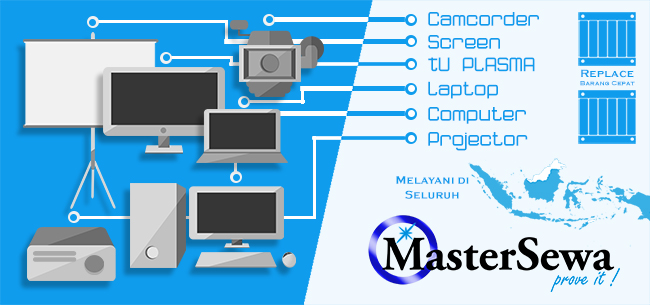 Camcorder
Screen
TV PLASMA
Laptop
Computer
Projector
Replace
Barang Cepat
Melayani di
Seluruh
MasterSewa
prove it !